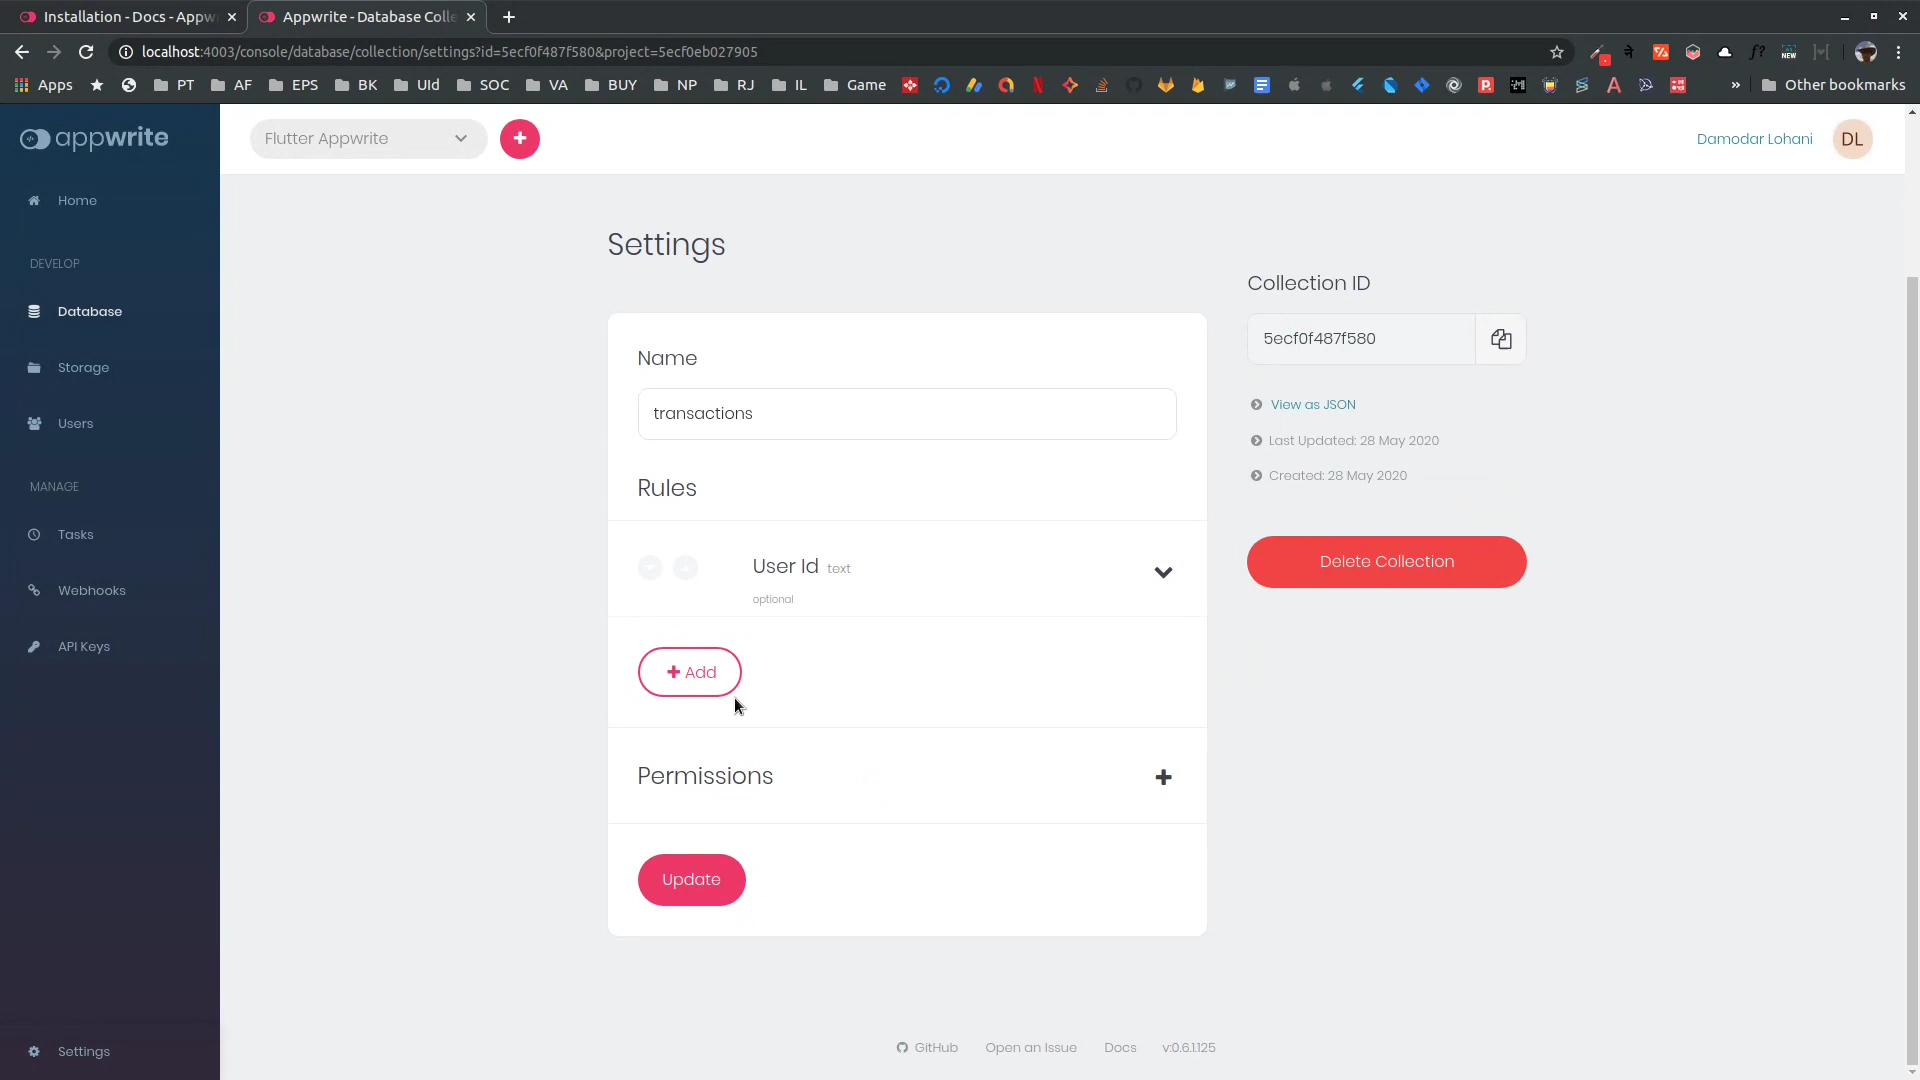 Installation - Docs - Appw
Appwrite - Database Colle
localhost:4003/console/database/collection/settings?id=5ecf0f487f580&project=5ecf0eb027905
Apps PT AF EPS BK UId SOC VA BUY NP RJ IL Game » Other bookmarks
appwrite
Flutter Appwrite
Damodar Lohani
DL
Home
DEVELOP
Database
Storage
Users
MANAGE
Tasks
Webhooks
API Keys
Settings
Settings
Name
transactions
Rules
User Id text
optional
+ Add
Permissions
Update
Collection ID
5ecf0f487f580
View as JSON
Last Updated: 28 May 2020
Created: 28 May 2020
Delete Collection
GitHub Open an Issue Docs v:0.6.1.125